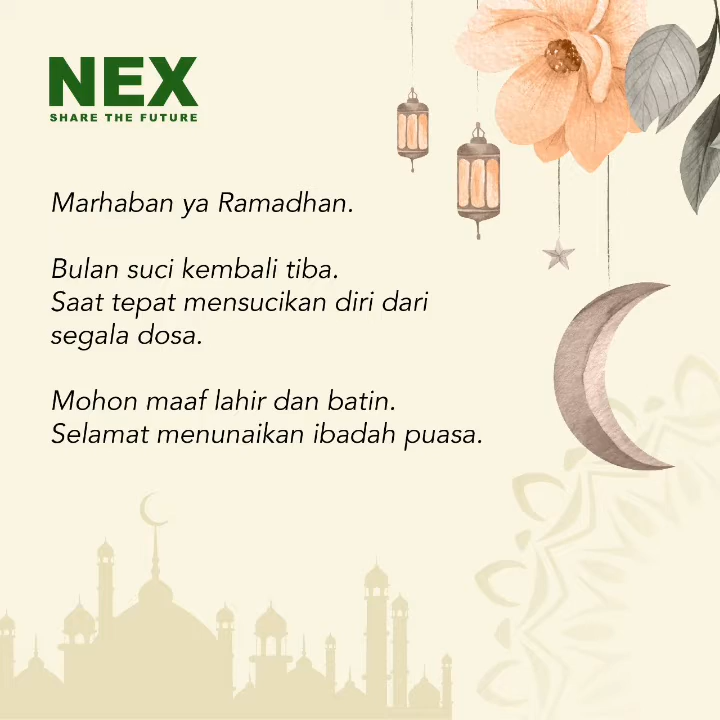 NEX
SHARE THE FUTURE
Marhaban ya Ramadhan.
Bulan suci kembali tiba.
Saat tepat mensucikan diri dari
segala dosa.
Mohon maaf lahir dan batin.
Selamat menunaikan ibadah puasa.